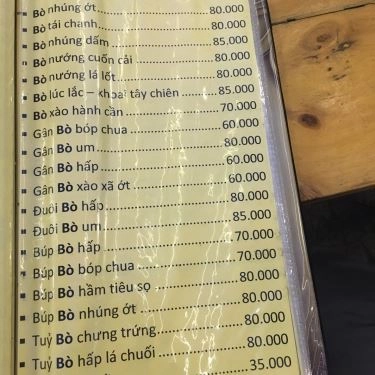 Bò nhúng ớt 80.000
Bò tái chanh 80.000
Bò nhúng dấm 85.000
Bò nướng cuốn cải 80.000
Bò nướng lá lốt 80.000
Bò lúc lắc – khoai tây chiên 85.000
Bò xào hành cần 70.000
Gân Bò bóp chua 60.000
Gân Bò um 80.000
Gân Bò hấp 60.000
Gân Bò xào xã ớt 60.000
Đuôi Bò hấp 80.000
Đuôi Bò um 85.000
Búp Bò hấp 70.000
Búp Bò bóp chua 70.000
Búp Bò hầm tiêu sọ 80.000
Búp Bò nhúng ớt 80.000
Tuỷ Bò chưng trứng 80.000
Tuỷ Bò hấp lá chuối 80.000
35.000